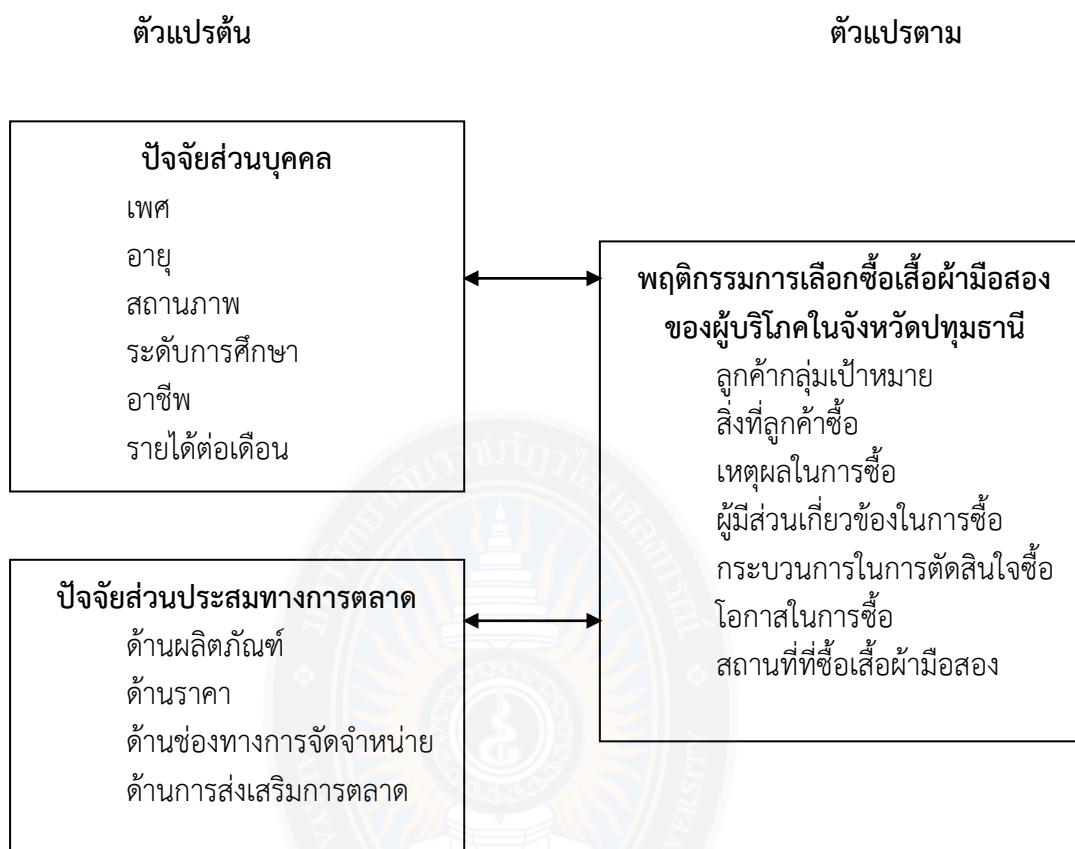 ตัวแปรต้น
ตัวแปรตาม
ปัจจัยส่วนบุคคล
เพศ
อายุ
สถานภาพ
ระดับการศึกษา
อาชีพ
รายได้ต่อเดือน
ปัจจัยส่วนประสมทางการตลาด
ด้านผลิตภัณฑ์
ด้านราคา
ด้านช่องทางการจัดจำหน่าย
ด้านการส่งเสริมการตลาด
พฤติกรรมการเลือกซื้อเสื้อผ้ามือสอง
ของผู้บริโภคในจังหวัดปทุมธานี
ลูกค้ากลุ่มเป้าหมาย
สิ่งที่ลูกค้าซื้อ
เหตุผลในการซื้อ
ผู้มีส่วนเกี่ยวข้องในการซื้อ
กระบวนการในการตัดสินใจซื้อ
โอกาสในการซื้อ
สถานที่ที่ซื้อเสื้อผ้ามือสอง